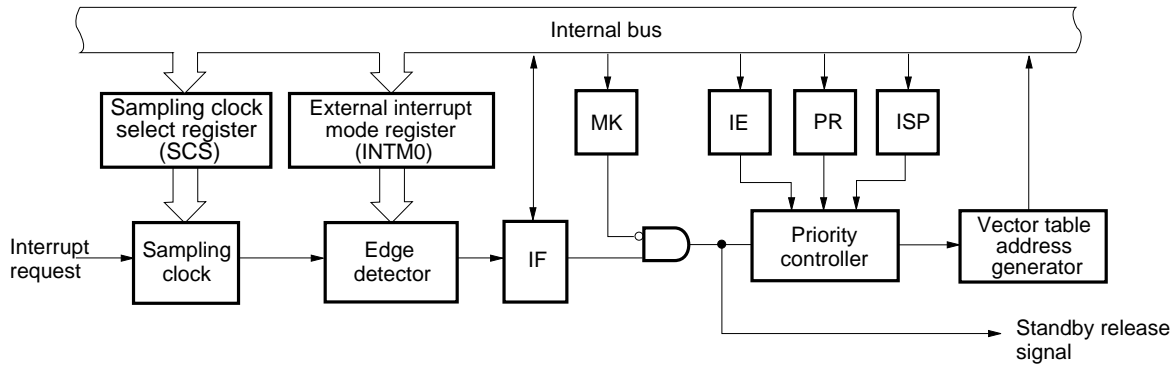 Internal bus
Sampling clock
select register
(SCS)
External interrupt
mode register
(INTM0)
MK
IE
PR
ISP
Interrupt
request
Sampling
clock
Edge
detector
IF
Priority
controller
Vector table
address
generator
Standby release
signal